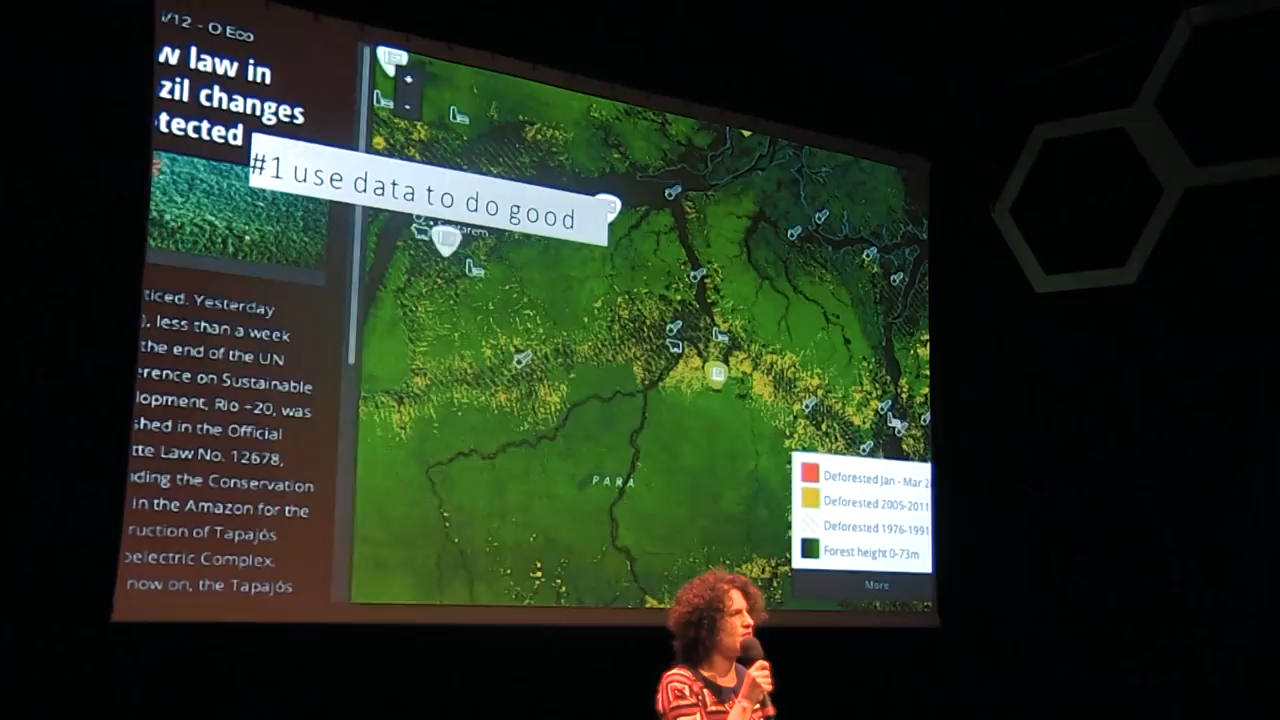 /12 - O Eco
w law in
zil changes
tected
#1 use data to do good
ticed. Yesterday
), less than a week
the end of the UN
erence on Sustainable
lopment, Rio +20, was
shed in the Official
tte Law No. 12678,
ding the Conservation
in the Amazon for the
ruction of Tapajós
oelectric Complex.
now on, the Tapajós
+
-
PARÁ
Deforested Jan - Mar 2
Deforested 2005-2011
Deforested 1976-1991
Forest height 0-73m
More